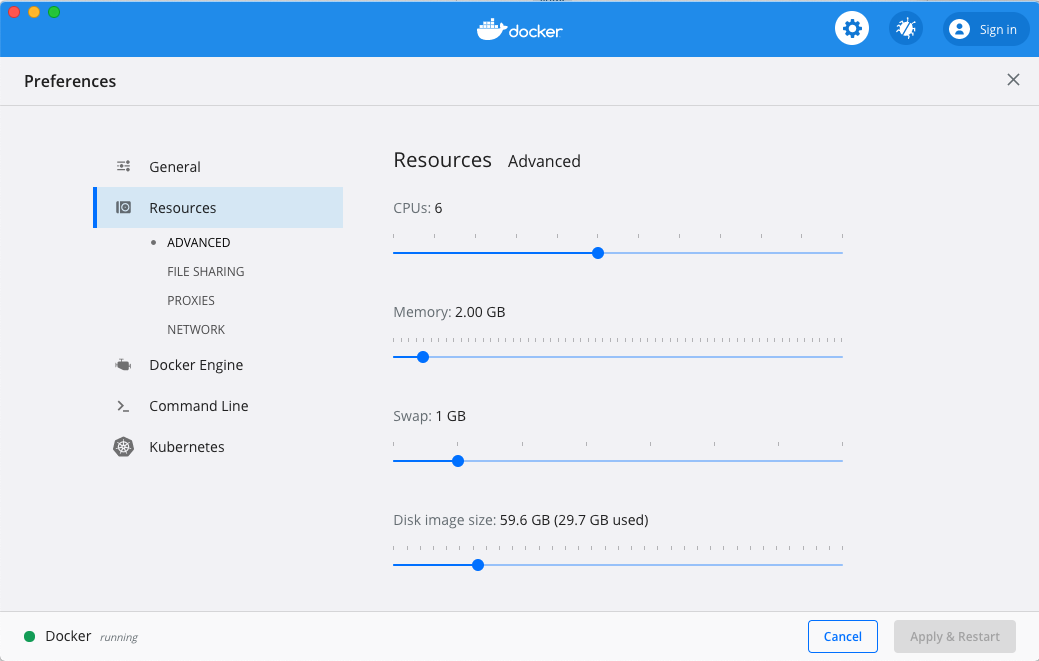 docker
Sign in
Preferences
General
Resources
ADVANCED
FILE SHARING
PROXIES
NETWORK
Docker Engine
Command Line
Kubernetes
Resources Advanced
CPUs: 6
Memory: 2.00 GB
Swap: 1 GB
Disk image size: 59.6 GB (29.7 GB used)
Docker running
Cancel
Apply & Restart